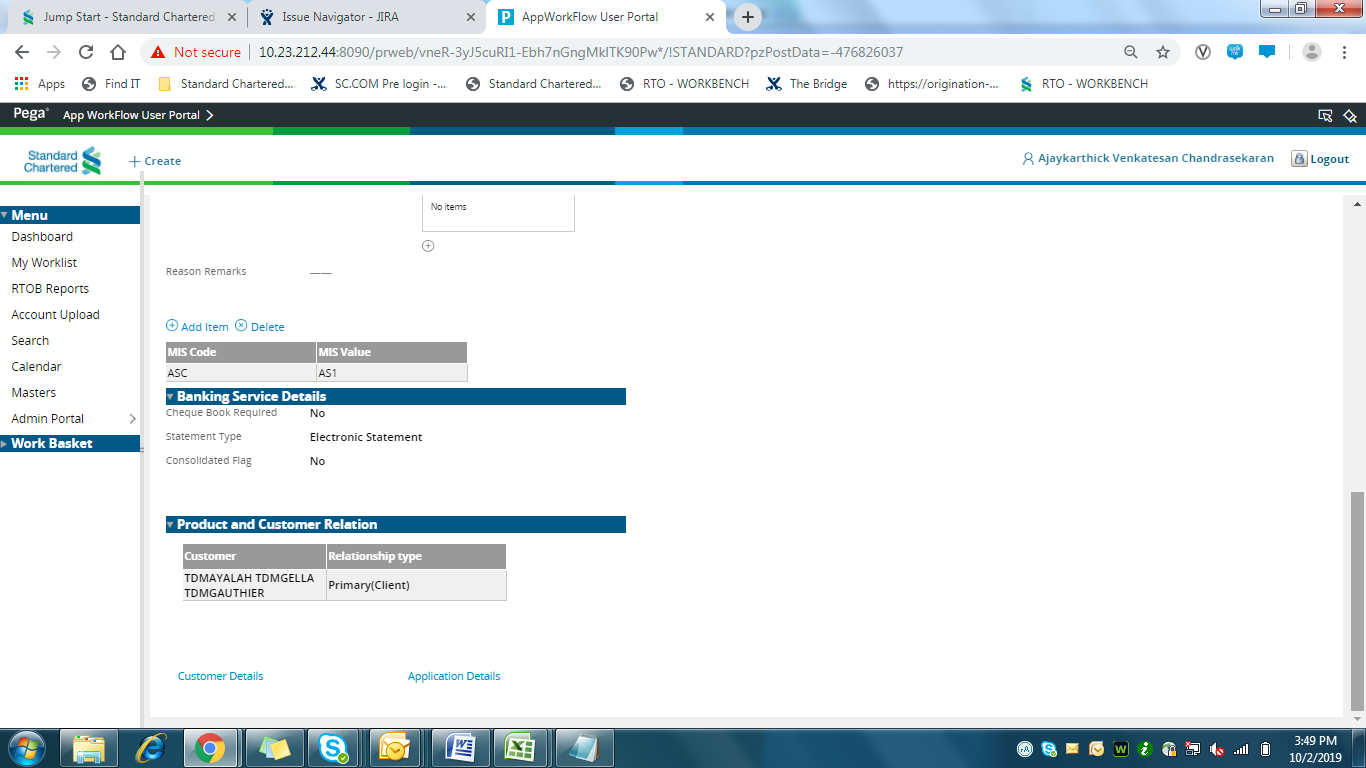 Jump Start - Standard Chartered
Issue Navigator - JIRA
AppWorkFlow User Portal
Not secure 10.23.212.44:8090/prweb/vneR-3yJ5cuRI1-Ebh7nGngMkITK90Pw*/!STANDARD?pzPostData=-476826037
Apps Find IT Standard Chartered... SC.COM Pre login -... Standard Chartered... RTO - WORKBENCH The Bridge https://origination-... RTO - WORKBENCH
Pega® App WorkFlow User Portal
Standard
Chartered
Create
Ajaykarthick Venkatesan Chandrasekaran Logout
Menu
Dashboard
My Worklist
RTOB Reports
Account Upload
Search
Calendar
Masters
Admin Portal
Work Basket
No items
Reason Remarks ——
Add Item Delete
MIS Code MIS Value
ASC AS1
Banking Service Details
Cheque Book Required No
Statement Type Electronic Statement
Consolidated Flag No
Product and Customer Relation
Customer Relationship type
TDMAYALAH TDMGELLA
TDMGAUTHIER Primary(Client)
Customer Details Application Details
3:49 PM
10/2/2019